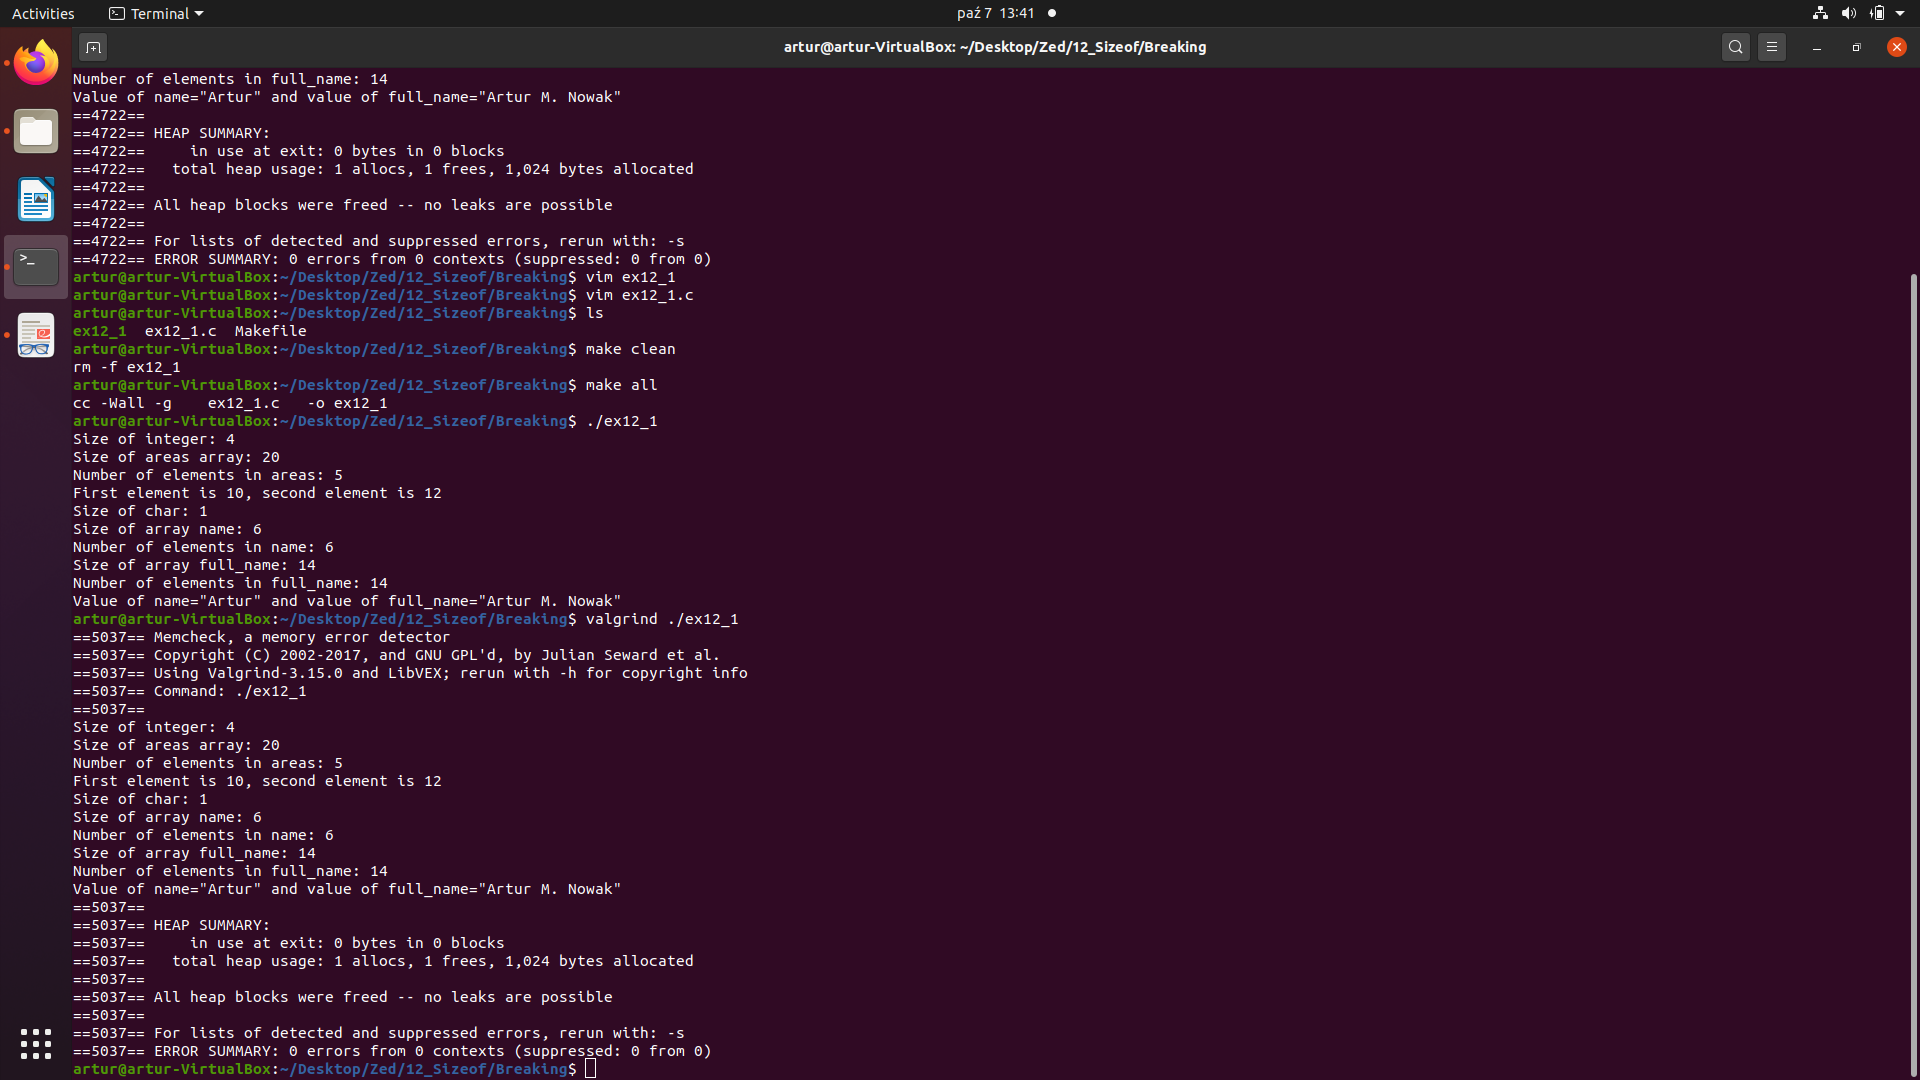 Activities
Terminal
paź 7 13:41
artur@artur-VirtualBox: ~/Desktop/Zed/12_Sizeof/Breaking
Number of elements in full_name: 14
Value of name="Artur" and value of full_name="Artur M. Nowak"
==4722==
==4722== HEAP SUMMARY:
==4722==     in use at exit: 0 bytes in 0 blocks
==4722==   total heap usage: 1 allocs, 1 frees, 1,024 bytes allocated
==4722==
==4722== All heap blocks were freed -- no leaks are possible
==4722==
==4722== For lists of detected and suppressed errors, rerun with: -s
==4722== ERROR SUMMARY: 0 errors from 0 contexts (suppressed: 0 from 0)
artur@artur-VirtualBox:~/Desktop/Zed/12_Sizeof/Breaking$ vim ex12_1
artur@artur-VirtualBox:~/Desktop/Zed/12_Sizeof/Breaking$ vim ex12_1.c
artur@artur-VirtualBox:~/Desktop/Zed/12_Sizeof/Breaking$ ls
ex12_1  ex12_1.c  Makefile
artur@artur-VirtualBox:~/Desktop/Zed/12_Sizeof/Breaking$ make clean
rm -f ex12_1
artur@artur-VirtualBox:~/Desktop/Zed/12_Sizeof/Breaking$ make all
cc -Wall -g    ex12_1.c   -o ex12_1
artur@artur-VirtualBox:~/Desktop/Zed/12_Sizeof/Breaking$ ./ex12_1
Size of integer: 4
Size of areas array: 20
Number of elements in areas: 5
First element is 10, second element is 12
Size of char: 1
Size of array name: 6
Number of elements in name: 6
Size of array full_name: 14
Number of elements in full_name: 14
Value of name="Artur" and value of full_name="Artur M. Nowak"
artur@artur-VirtualBox:~/Desktop/Zed/12_Sizeof/Breaking$ valgrind ./ex12_1
==5037== Memcheck, a memory error detector
==5037== Copyright (C) 2002-2017, and GNU GPL'd, by Julian Seward et al.
==5037== Using Valgrind-3.15.0 and LibVEX; rerun with -h for copyright info
==5037== Command: ./ex12_1
==5037==
Size of integer: 4
Size of areas array: 20
Number of elements in areas: 5
First element is 10, second element is 12
Size of char: 1
Size of array name: 6
Number of elements in name: 6
Size of array full_name: 14
Number of elements in full_name: 14
Value of name="Artur" and value of full_name="Artur M. Nowak"
==5037==
==5037== HEAP SUMMARY:
==5037==     in use at exit: 0 bytes in 0 blocks
==5037==   total heap usage: 1 allocs, 1 frees, 1,024 bytes allocated
==5037==
==5037== All heap blocks were freed -- no leaks are possible
==5037==
==5037== For lists of detected and suppressed errors, rerun with: -s
==5037== ERROR SUMMARY: 0 errors from 0 contexts (suppressed: 0 from 0)
artur@artur-VirtualBox:~/Desktop/Zed/12_Sizeof/Breaking$